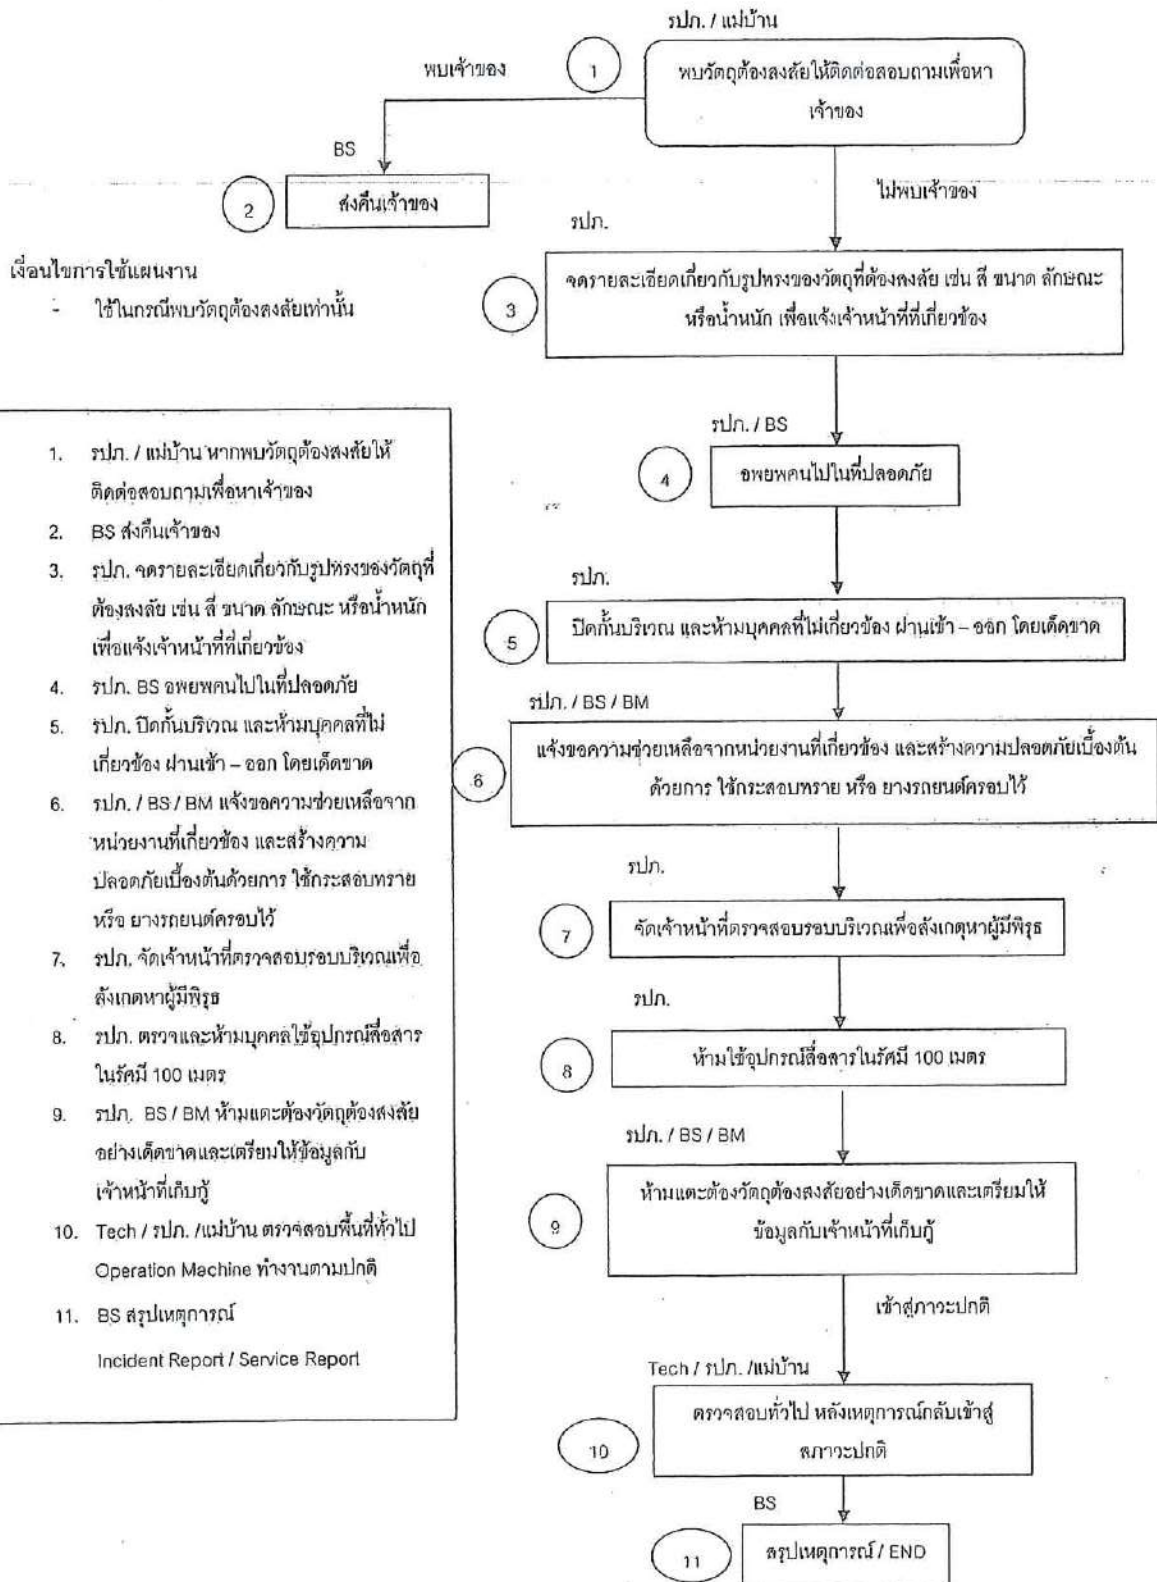 รปภ. / แม่บ้าน
พบเจ้าของ
1
พบวัตถุต้องสงสัยให้ติดต่อสอบถามเพื่อหา
เจ้าของ
BS
2
ส่งคืนเจ้าของ
ไม่พบเจ้าของ
รปภ.
เงื่อนไขการใช้แผนงาน
- ใช้ในกรณีพบวัตถุต้องสงสัยเท่านั้น
3
จดรายละเอียดเกี่ยวกับรูปทรงของวัตถุที่ต้องสงสัย เช่น สี ขนาด ลักษณะ
หรือน้ำหนัก เพื่อแจ้งเจ้าหน้าที่ที่เกี่ยวข้อง
รปภ. / BS
4
อพยพคนไปในที่ปลอดภัย
รปภ.
5
ปิดกั้นบริเวณ และห้ามบุคคลที่ไม่เกี่ยวข้อง ผ่านเข้า – ออก โดยเด็ดขาด
รปภ. / BS / BM
6
แจ้งขอความช่วยเหลือจากหน่วยงานที่เกี่ยวข้อง และสร้างความปลอดภัยเบื้องต้น
ด้วยการ ใช้กระสอบทราย หรือ ยางรถยนต์ครอบไว้
รปภ.
7
จัดเจ้าหน้าที่ตรวจสอบรอบบริเวณเพื่อสังเกตุหาผู้มีพิรุธ
รปภ.
8
ห้ามใช้อุปกรณ์สื่อสารในรัศมี 100 เมตร
รปภ. / BS / BM
9
ห้ามแตะต้องวัตถุต้องสงสัยอย่างเด็ดขาดและเตรียมให้
ข้อมูลกับเจ้าหน้าที่เก็บกู้
เข้าสู่ภาวะปกติ
Tech / รปภ. /แม่บ้าน
10
ตรวจสอบทั่วไป หลังเหตุการณ์กลับเข้าสู่
สภาวะปกติ
BS
11
สรุปเหตุการณ์ / END
1. รปภ. / แม่บ้าน หากพบวัตถุต้องสงสัยให้
ติดต่อสอบถามเพื่อหาเจ้าของ
2. BS ส่งคืนเจ้าของ
3. รปภ. จดรายละเอียดเกี่ยวกับรูปทรงของวัตถุที่
ต้องสงสัย เช่น สี ขนาด ลักษณะ หรือน้ำหนัก
เพื่อแจ้งเจ้าหน้าที่ที่เกี่ยวข้อง
4. รปภ. BS อพยพคนไปในที่ปลอดภัย
5. รปภ. ปิดกั้นบริเวณ และห้ามบุคคลที่ไม่
เกี่ยวข้อง ผ่านเข้า – ออก โดยเด็ดขาด
6. รปภ. / BS / BM แจ้งขอความช่วยเหลือจาก
หน่วยงานที่เกี่ยวข้อง และสร้างความ
ปลอดภัยเบื้องต้นด้วยการ ใช้กระสอบทราย
หรือ ยางรถยนต์ครอบไว้
7. รปภ. จัดเจ้าหน้าที่ตรวจสอบรอบบริเวณเพื่อ
สังเกตหาผู้มีพิรุธ
8. รปภ. ตรวจและห้ามบุคคลใช้อุปกรณ์สื่อสาร
ในรัศมี 100 เมตร
9. รปภ. BS / BM ห้ามแตะต้องวัตถุต้องสงสัย
อย่างเด็ดขาดและเตรียมให้ข้อมูลกับ
เจ้าหน้าที่เก็บกู้
10. Tech / รปภ. /แม่บ้าน ตรวจสอบพื้นที่ทั่วไป
Operation Machine ทำงานตามปกติ
11. BS สรุปเหตุการณ์
Incident Report / Service Report